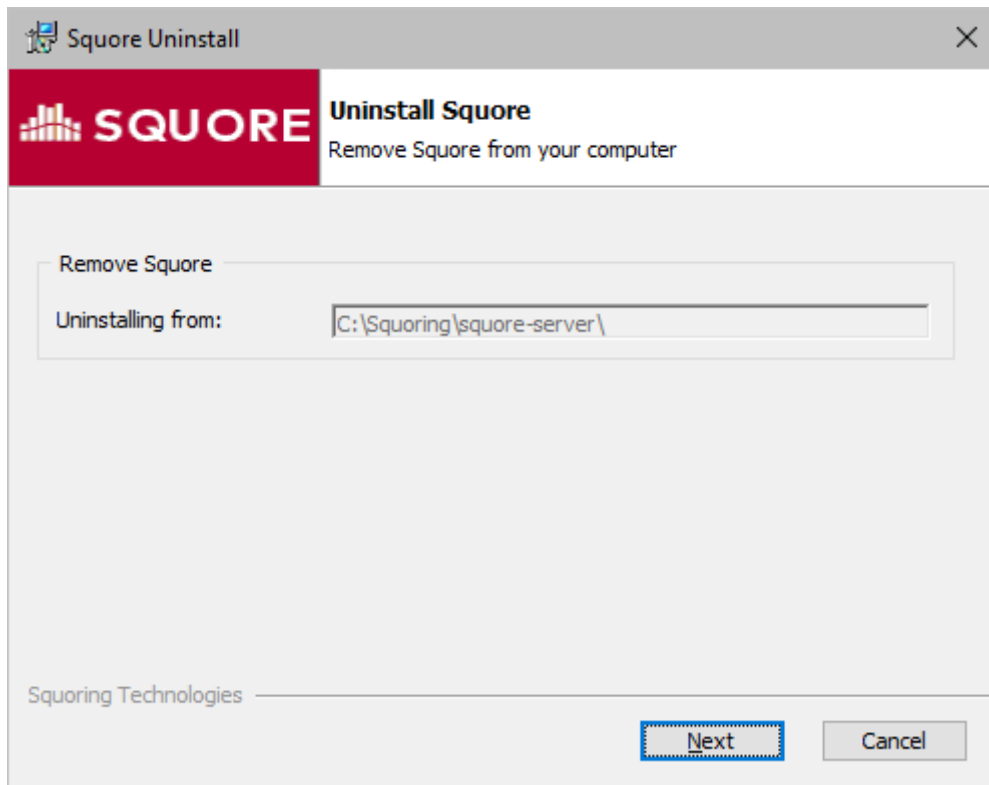 Squore Uninstall
SQUORE
Uninstall Squore
Remove Squore from your computer
Remove Squore
Uninstalling from:
C:\Squoring\squore-server\
Squoring Technologies
Next
Cancel